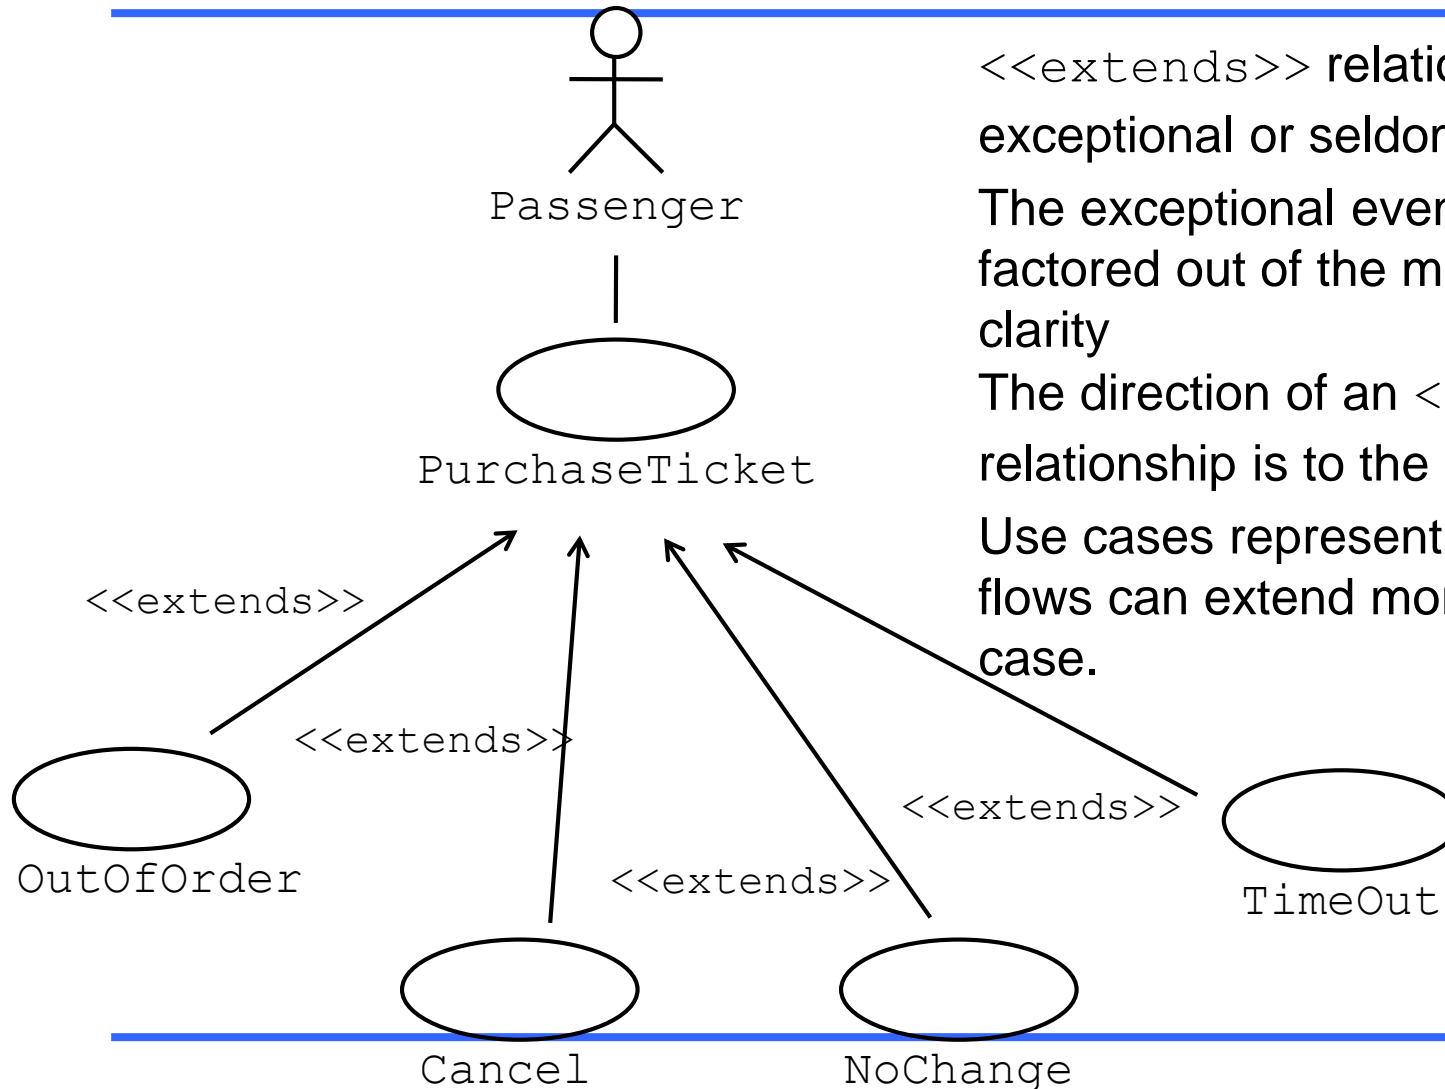 <<extends>>
exceptional or
The exceptional
factored out of the
clarity
The direction of an <
relationship is to the
Use cases represent
flows can extend
case.
Passenger
PurchaseTicket
<<extends>>
<<extends>>
<<extends>>
<<extends>>
OutOfOrder
TimeOut
Cancel
NoChange